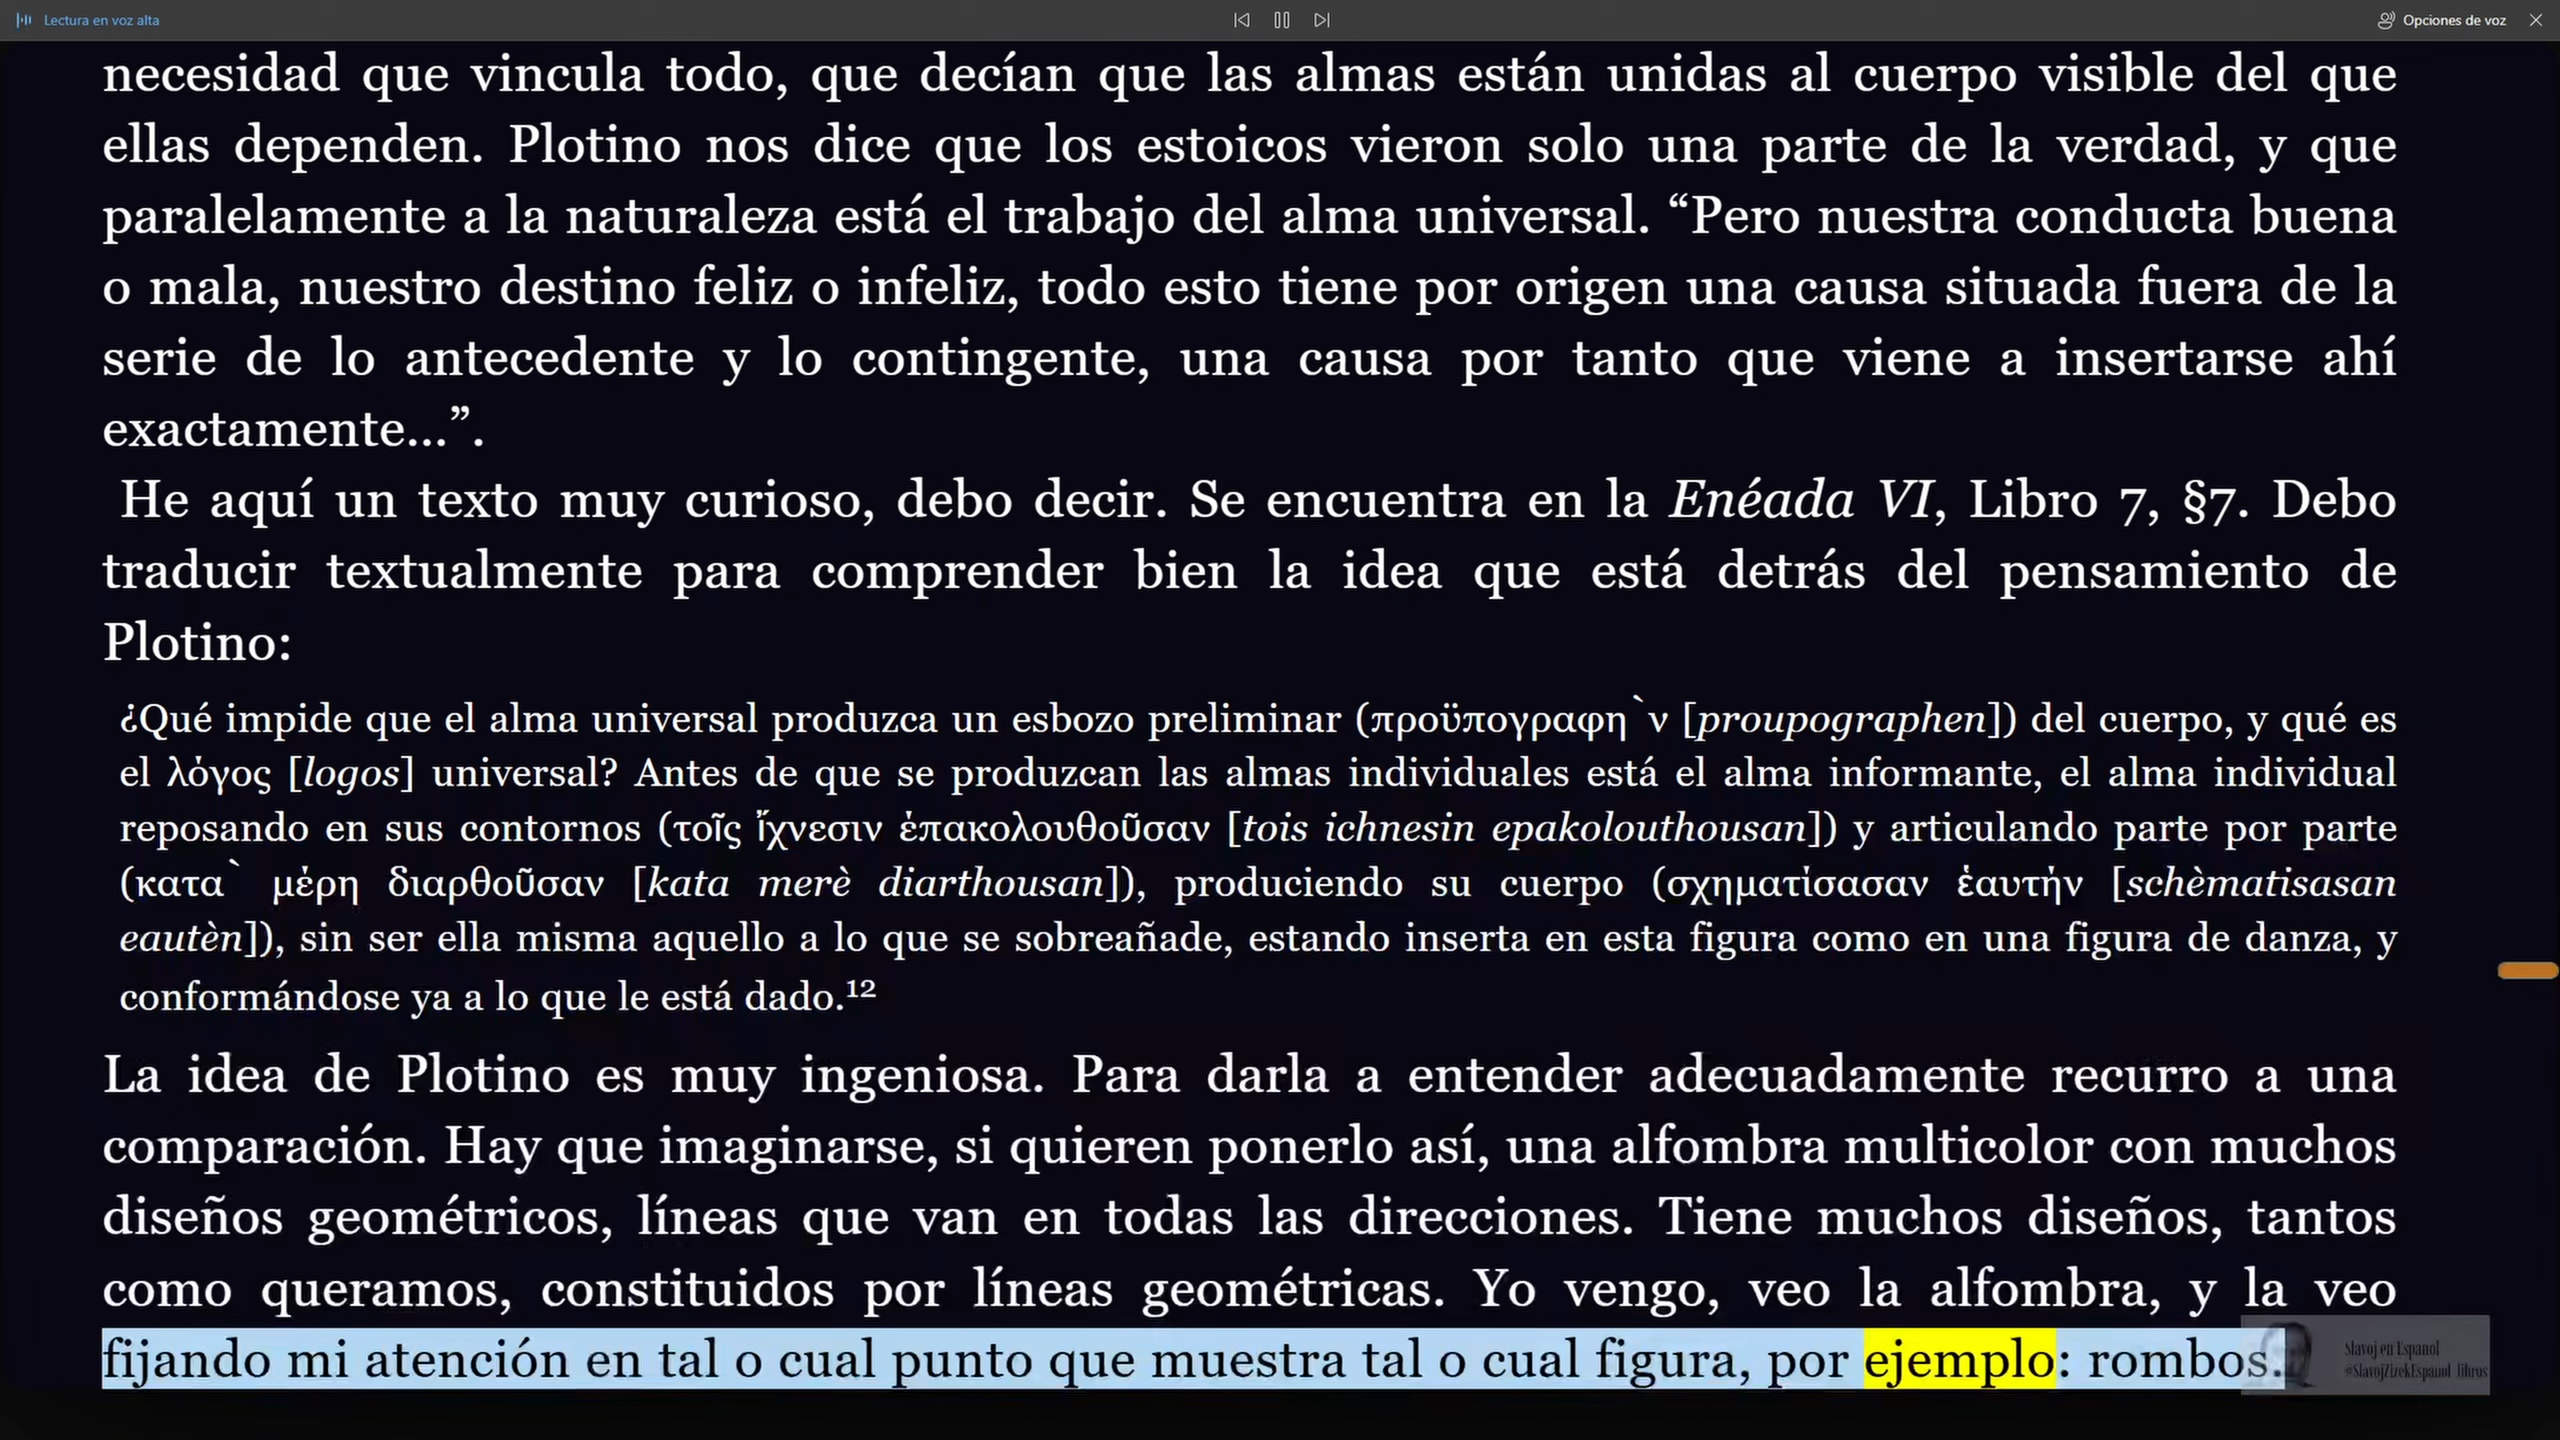 Lectura en voz alta
Opciones de voz
necesidad que vincula todo, que decían que las almas están unidas al cuerpo visible del que
ellas dependen. Plotino nos dice que los estoicos vieron solo una parte de la verdad, y que
paralelamente a la naturaleza está el trabajo del alma universal. “Pero nuestra conducta buena
o mala, nuestro destino feliz o infeliz, todo esto tiene por origen una causa situada fuera de la
serie de lo antecedente y lo contingente, una causa por tanto que viene a insertarse ahí
exactamente...”.
He aquí un texto muy curioso, debo decir. Se encuentra en la Enéada VI, Libro 7, §7. Debo
traducir textualmente para comprender bien la idea que está detrás del pensamiento de
Plotino:
¿Qué impide que el alma universal produzca un esbozo preliminar (προϋπογραφη`ν [proupographen]) del cuerpo, y qué es
el λόγος [logos] universal? Antes de que se produzcan las almas individuales está el alma informante, el alma individual
reposando en sus contornos (τοῖς ἴχνεσιν ἐπακολουθοῦσαν [tois ichnesin epakolouthousan]) y articulando parte por parte
(κατα` μέρη διαρθοῦσαν [kata merè diarthousan]), produciendo su cuerpo (σχηματίσασαν ἑαυτήν [schèmatisasan
eautèn]), sin ser ella misma aquello a lo que se sobreañade, estando inserta en esta figura como en una figura de danza, y
conformándose ya a lo que le está dado.¹²
La idea de Plotino es muy ingeniosa. Para darla a entender adecuadamente recurro a una
comparación. Hay que imaginarse, si quieren ponerlo así, una alfombra multicolor con muchos
diseños geométricos, líneas que van en todas las direcciones. Tiene muchos diseños, tantos
como queramos, constituidos por líneas geométricas. Yo vengo, veo la alfombra, y la veo
fijando mi atención en tal o cual punto que muestra tal o cual figura, por ejemplo: rombos.
Slavoj en Espanol
@SlavojZizekEspanol_libros